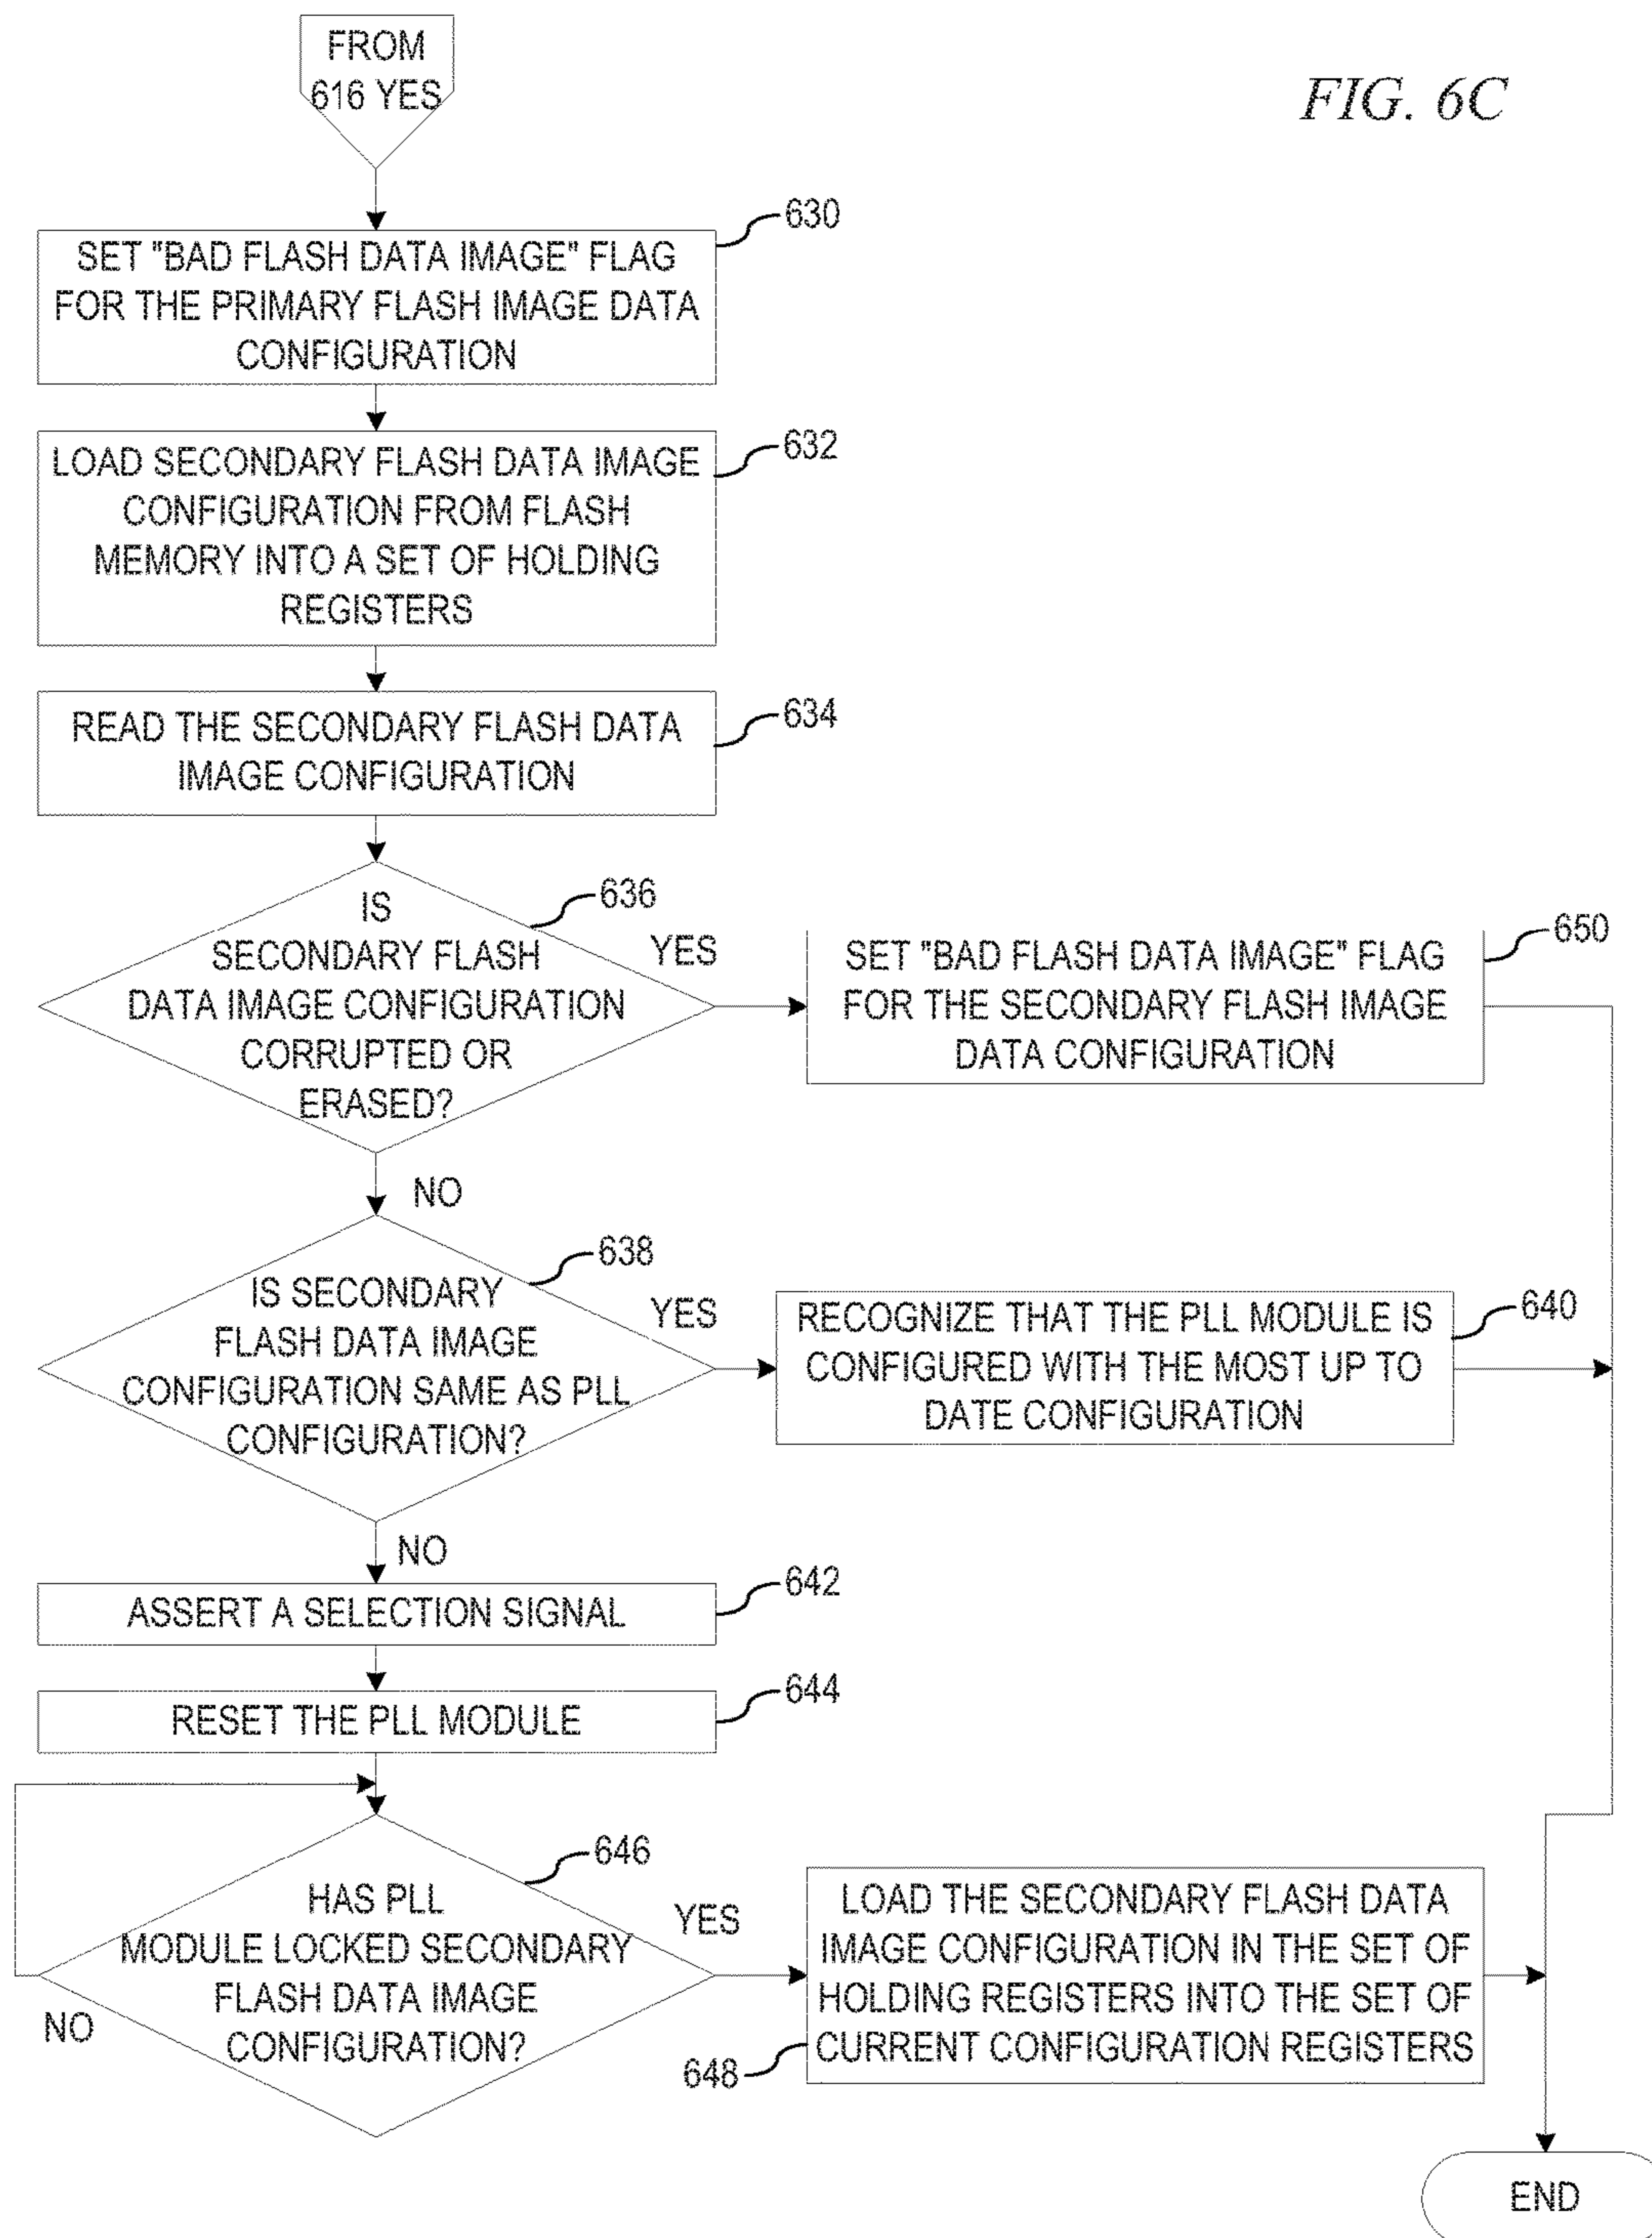 FROM
616 YES
FIG. 6C
630
SET "BAD FLASH DATA IMAGE" FLAG
FOR THE PRIMARY FLASH IMAGE DATA
CONFIGURATION
632
LOAD SECONDARY FLASH DATA IMAGE
CONFIGURATION FROM FLASH
MEMORY INTO A SET OF HOLDING
REGISTERS
634
READ THE SECONDARY FLASH DATA
IMAGE CONFIGURATION
636
IS
SECONDARY FLASH
DATA IMAGE CONFIGURATION
CORRUPTED OR
ERASED?
YES
650
SET "BAD FLASH DATA IMAGE" FLAG
FOR THE SECONDARY FLASH IMAGE
DATA CONFIGURATION
NO
638
IS SECONDARY
FLASH DATA IMAGE
CONFIGURATION SAME AS PLL
CONFIGURATION?
YES
640
RECOGNIZE THAT THE PLL MODULE IS
CONFIGURED WITH THE MOST UP TO
DATE CONFIGURATION
NO
642
ASSERT A SELECTION SIGNAL
644
RESET THE PLL MODULE
646
HAS PLL
MODULE LOCKED SECONDARY
FLASH DATA IMAGE
CONFIGURATION?
NO
YES
LOAD THE SECONDARY FLASH DATA
IMAGE CONFIGURATION IN THE SET OF
HOLDING REGISTERS INTO THE SET OF
CURRENT CONFIGURATION REGISTERS
648
END